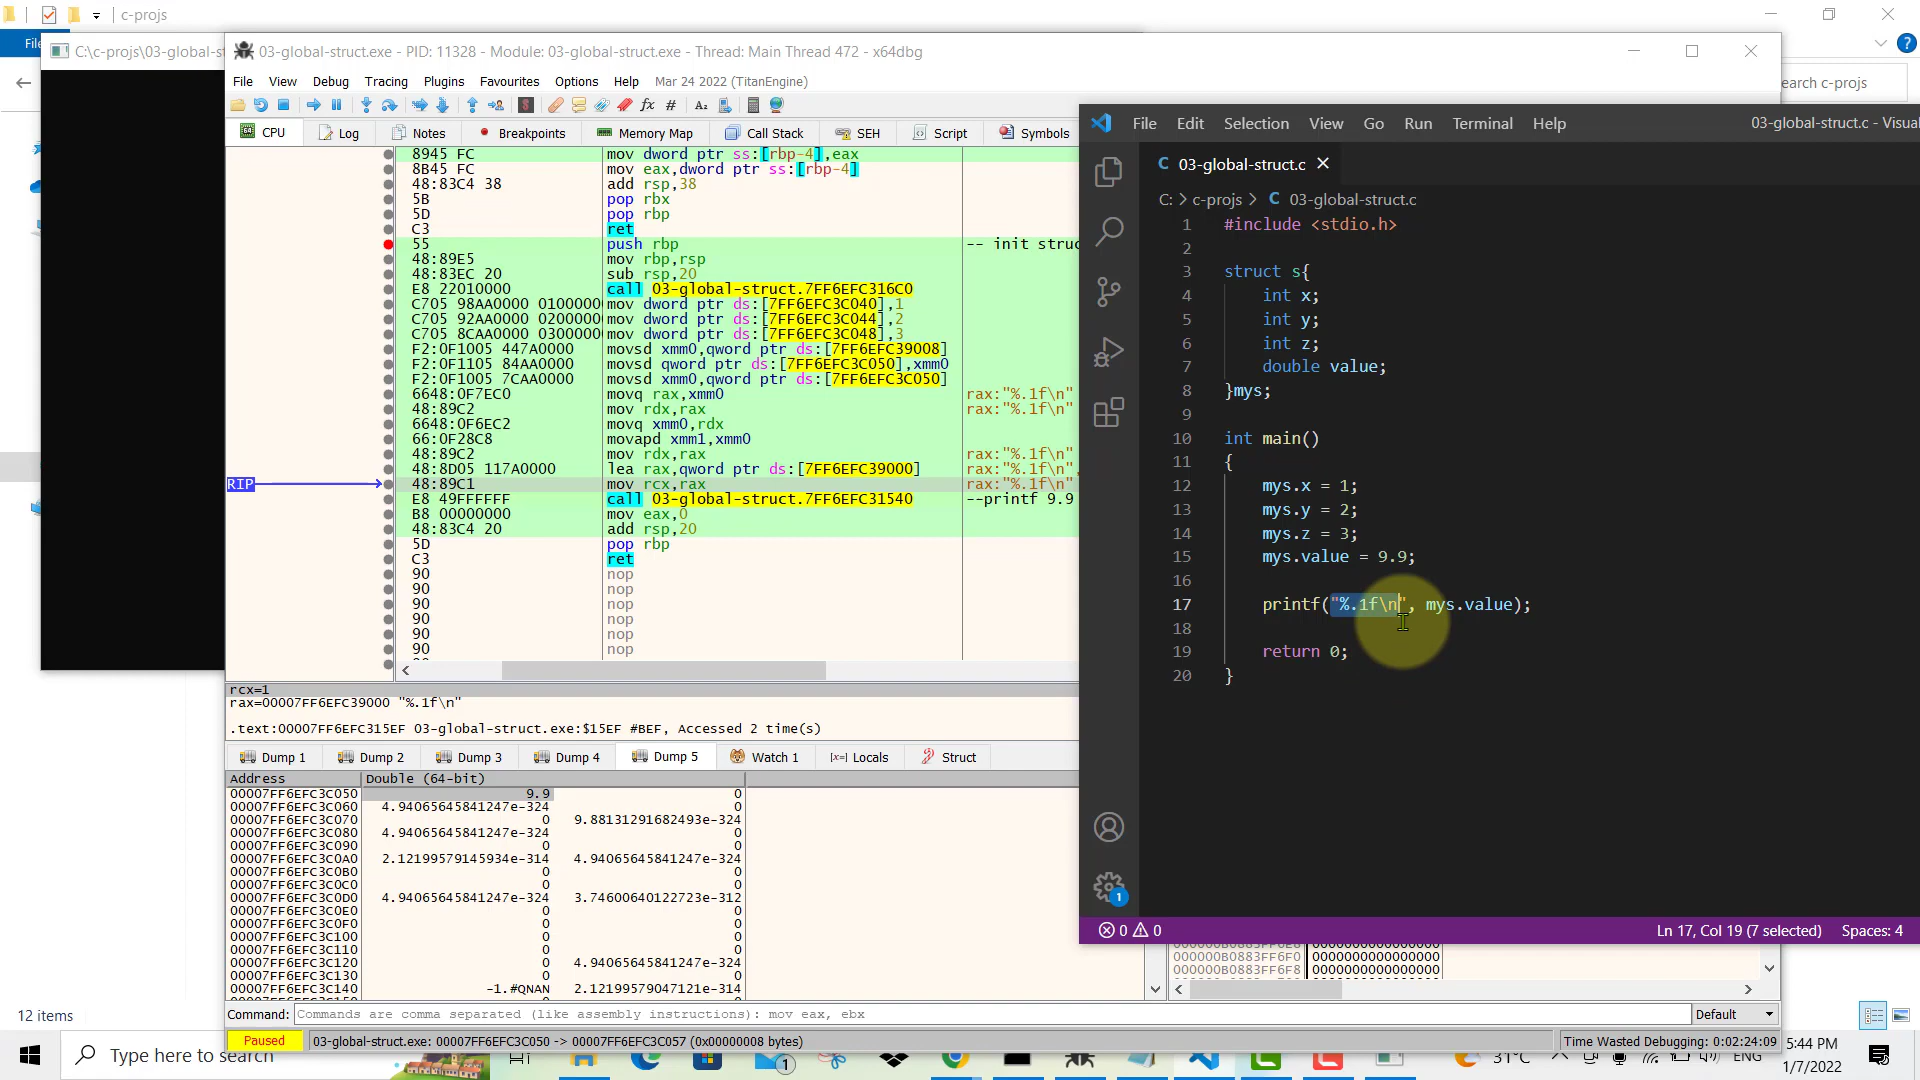 c-projs
File
C:\c-projs\03-global-st
03-global-struct.exe - PID: 11328 - Module: 03-global-struct.exe - Thread: Main Thread 472 - x64dbg
File View Debug Tracing Plugins Favourites Options Help Mar 24 2022 (TitanEngine)
CPU Log Notes Breakpoints Memory Map Call Stack SEH Script Symbols
8945 FC mov dword ptr ss:[rbp-4],eax
8B45 FC mov eax,dword ptr ss:[rbp-4]
48:83C4 38 add rsp,38
5B pop rbx
5D pop rbp
C3 ret
55 push rbp -- init struc
48:89E5 mov rbp,rsp
48:83EC 20 sub rsp,20
E8 22010000 call 03-global-struct.7FF6EFC316C0
C705 98AA0000 01000000 mov dword ptr ds:[7FF6EFC3C040],1
C705 92AA0000 02000000 mov dword ptr ds:[7FF6EFC3C044],2
C705 8CAA0000 03000000 mov dword ptr ds:[7FF6EFC3C048],3
F2:0F1005 447A0000 movsd xmm0,qword ptr ds:[7FF6EFC39008]
F2:0F1105 84AA0000 movsd qword ptr ds:[7FF6EFC3C050],xmm0
F2:0F1005 7CAA0000 movsd xmm0,qword ptr ds:[7FF6EFC3C050]
6648:0F7EC0 movq rax,xmm0 rax:"%.1f\n"
48:89C2 mov rdx,rax rax:"%.1f\n"
6648:0F6EC2 movq xmm0,rdx
66:0F28C8 movapd xmm1,xmm0
48:89C2 mov rdx,rax rax:"%.1f\n"
48:8D05 117A0000 lea rax,qword ptr ds:[7FF6EFC39000] rax:"%.1f\n",
RIP 48:89C1 mov rcx,rax rax:"%.1f\n"
E8 49FFFFFF call 03-global-struct.7FF6EFC31540 --printf 9.9
B8 00000000 mov eax,0
48:83C4 20 add rsp,20
5D pop rbp
C3 ret
90 nop
90 nop
90 nop
90 nop
90 nop
90 nop
rcx=1
rax=00007FF6EFC39000 "%.1f\n"
.text:00007FF6EFC315EF 03-global-struct.exe:$15EF #BEF, Accessed 2 time(s)
Dump 1 Dump 2 Dump 3 Dump 4 Dump 5 Watch 1 [x=] Locals Struct
Address Double (64-bit)
00007FF6EFC3C050 9.9 0
00007FF6EFC3C060 4.94065645841247e-324 0
00007FF6EFC3C070 0 9.88131291682493e-324
00007FF6EFC3C080 4.94065645841247e-324 0
00007FF6EFC3C090 0 0
00007FF6EFC3C0A0 2.12199579145934e-314 4.94065645841247e-324
00007FF6EFC3C0B0 0 0
00007FF6EFC3C0C0 0 0
00007FF6EFC3C0D0 4.94065645841247e-324 3.74600640122723e-312
00007FF6EFC3C0E0 0 0
00007FF6EFC3C0F0 0 0
00007FF6EFC3C100 0 0
00007FF6EFC3C110 0 0
00007FF6EFC3C120 0 4.94065645841247e-324
00007FF6EFC3C130 0 0
00007FF6EFC3C140 -1.#QNAN 2.12199579047121e-314
000000B0883FF6F0 0000000000000000
000000B0883FF6F8 0000000000000000
Command: Commands are comma separated (like assembly instructions): mov eax, ebx Default
Paused 03-global-struct.exe: 00007FF6EFC3C050 -> 00007FF6EFC3C057 (0x00000008 bytes) Time Wasted Debugging: 0:02:24:09
earch c-projs
File Edit Selection View Go Run Terminal Help 03-global-struct.c - Visual
C 03-global-struct.c
C: > c-projs > C 03-global-struct.c
1 #include <stdio.h>
2
3 struct s{
4 int x;
5 int y;
6 int z;
7 double value;
8 }mys;
9
10 int main()
11 {
12 mys.x = 1;
13 mys.y = 2;
14 mys.z = 3;
15 mys.value = 9.9;
16
17 printf("%.1f\n", mys.value);
18
19 return 0;
20 }
1
0 0 Ln 17, Col 19 (7 selected) Spaces: 4
12 items
Type here to search
1
31°C ENG
5:44 PM
1/7/2022